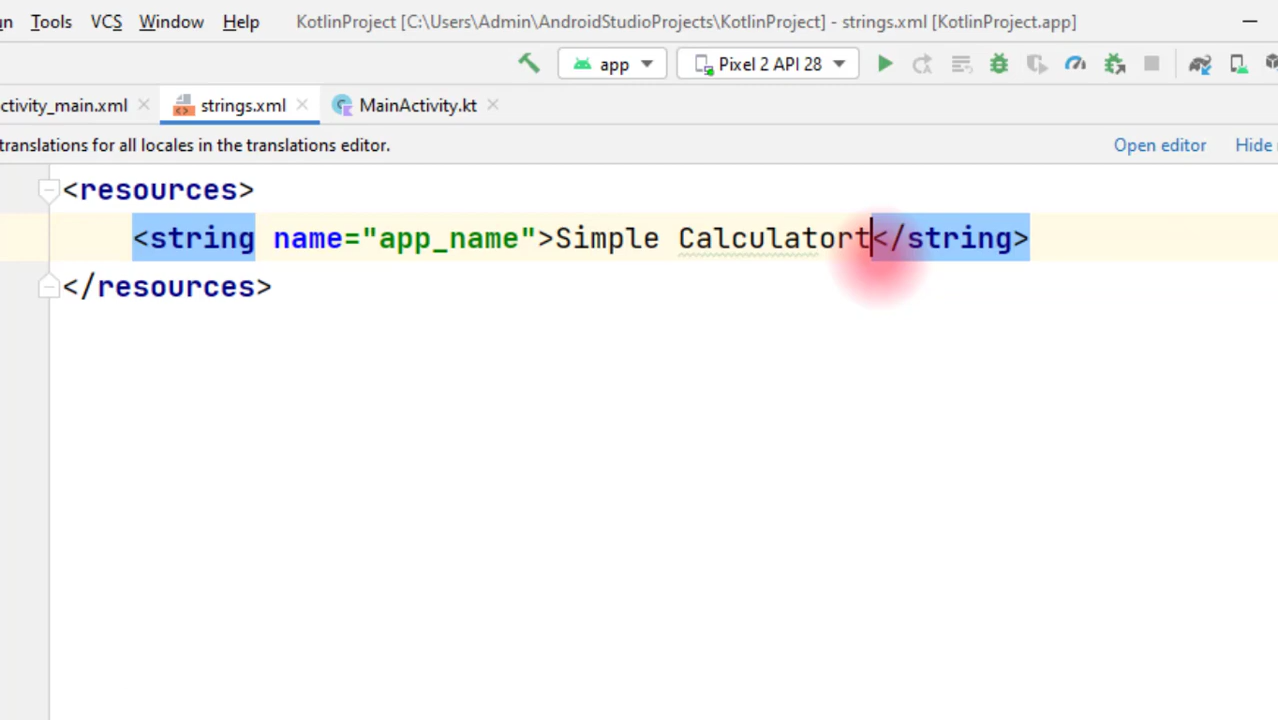 Tools VCS Window Help KotlinProject [C:\Users\Admin\AndroidStudioProjects\KotlinProject] - strings.xml [KotlinProject.app]
app Pixel 2 API 28
ctivity_main.xml strings.xml MainActivity.kt
translations for all locales in the translations editor. Open editor Hide
<resources>
<string name="app_name">Simple Calculatort</string>
</resources>